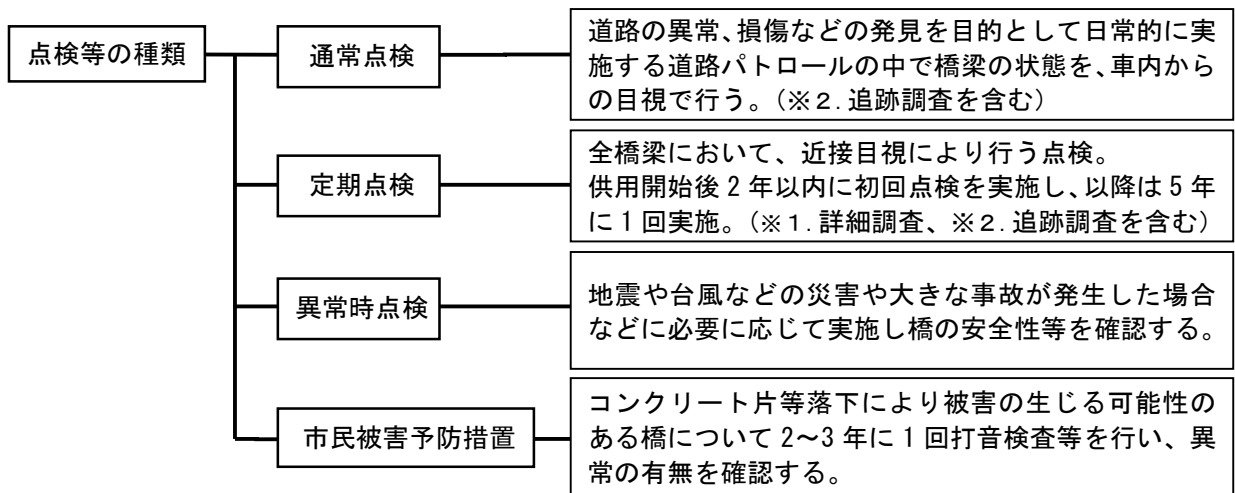 点検等の種類
通常点検
道路の異常、損傷などの発見を目的として日常的に実
施する道路パトロールの中で橋梁の状態を、車内から
の目視で行う。（※２．追跡調査を含む）
定期点検
全橋梁において、近接目視により行う点検。
供用開始後 2 年以内に初回点検を実施し、以降は 5 年
に 1 回実施。（※１．詳細調査、※２．追跡調査を含む）
異常時点検
地震や台風などの災害や大きな事故が発生した場合
などに必要に応じて実施し橋の安全性等を確認する。
市民被害予防措置
コンクリート片等落下により被害の生じる可能性の
ある橋について 2～3 年に 1 回打音検査等を行い、異
常の有無を確認する。